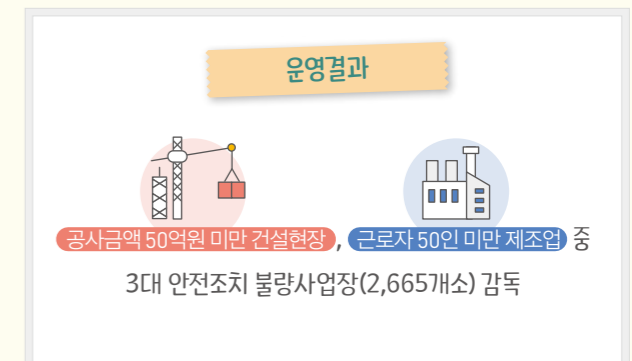 운영결과
공사금액 50억원 미만 건설현장, 근로자 50인 미만 제조업 중
3대 안전조치 불량사업장(2,665개소) 감독